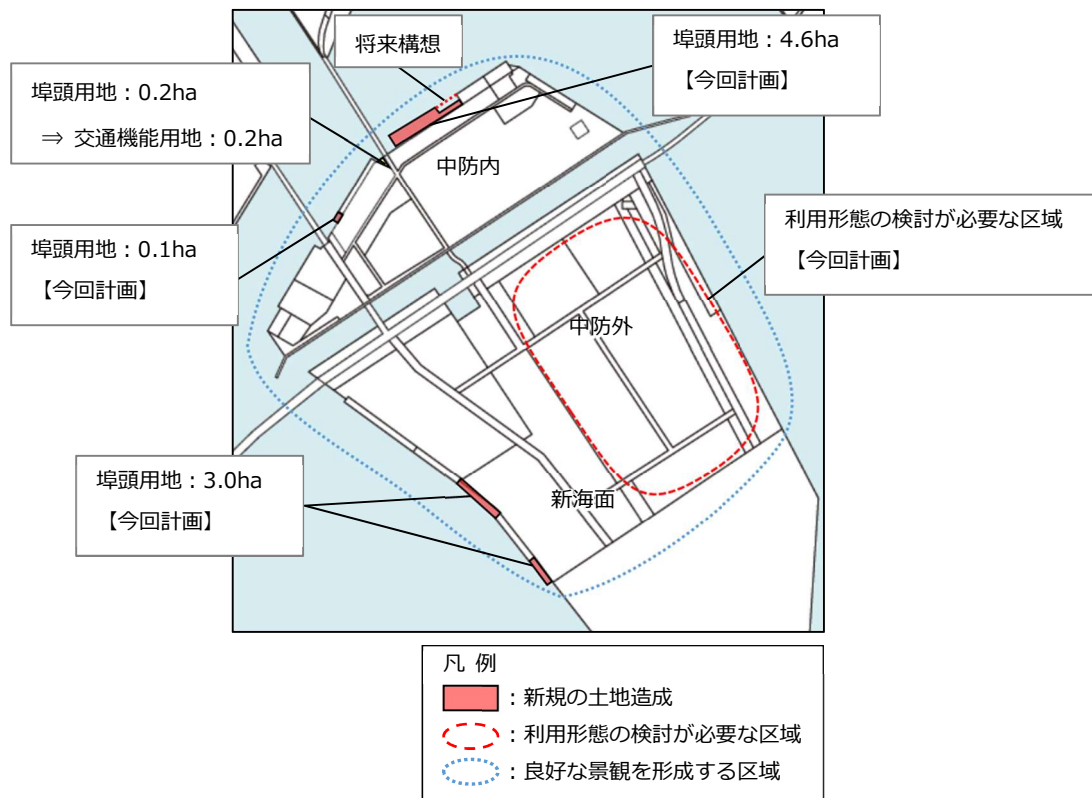 将来構想
埠頭用地：4.6ha
【今回計画】
埠頭用地：0.2ha
⇒ 交通機能用地：0.2ha
中防内
利用形態の検討が必要な区域
【今回計画】
埠頭用地：0.1ha
【今回計画】
中防外
埠頭用地：3.0ha
【今回計画】
新海面
凡 例
：新規の土地造成
：利用形態の検討が必要な区域
：良好な景観を形成する区域